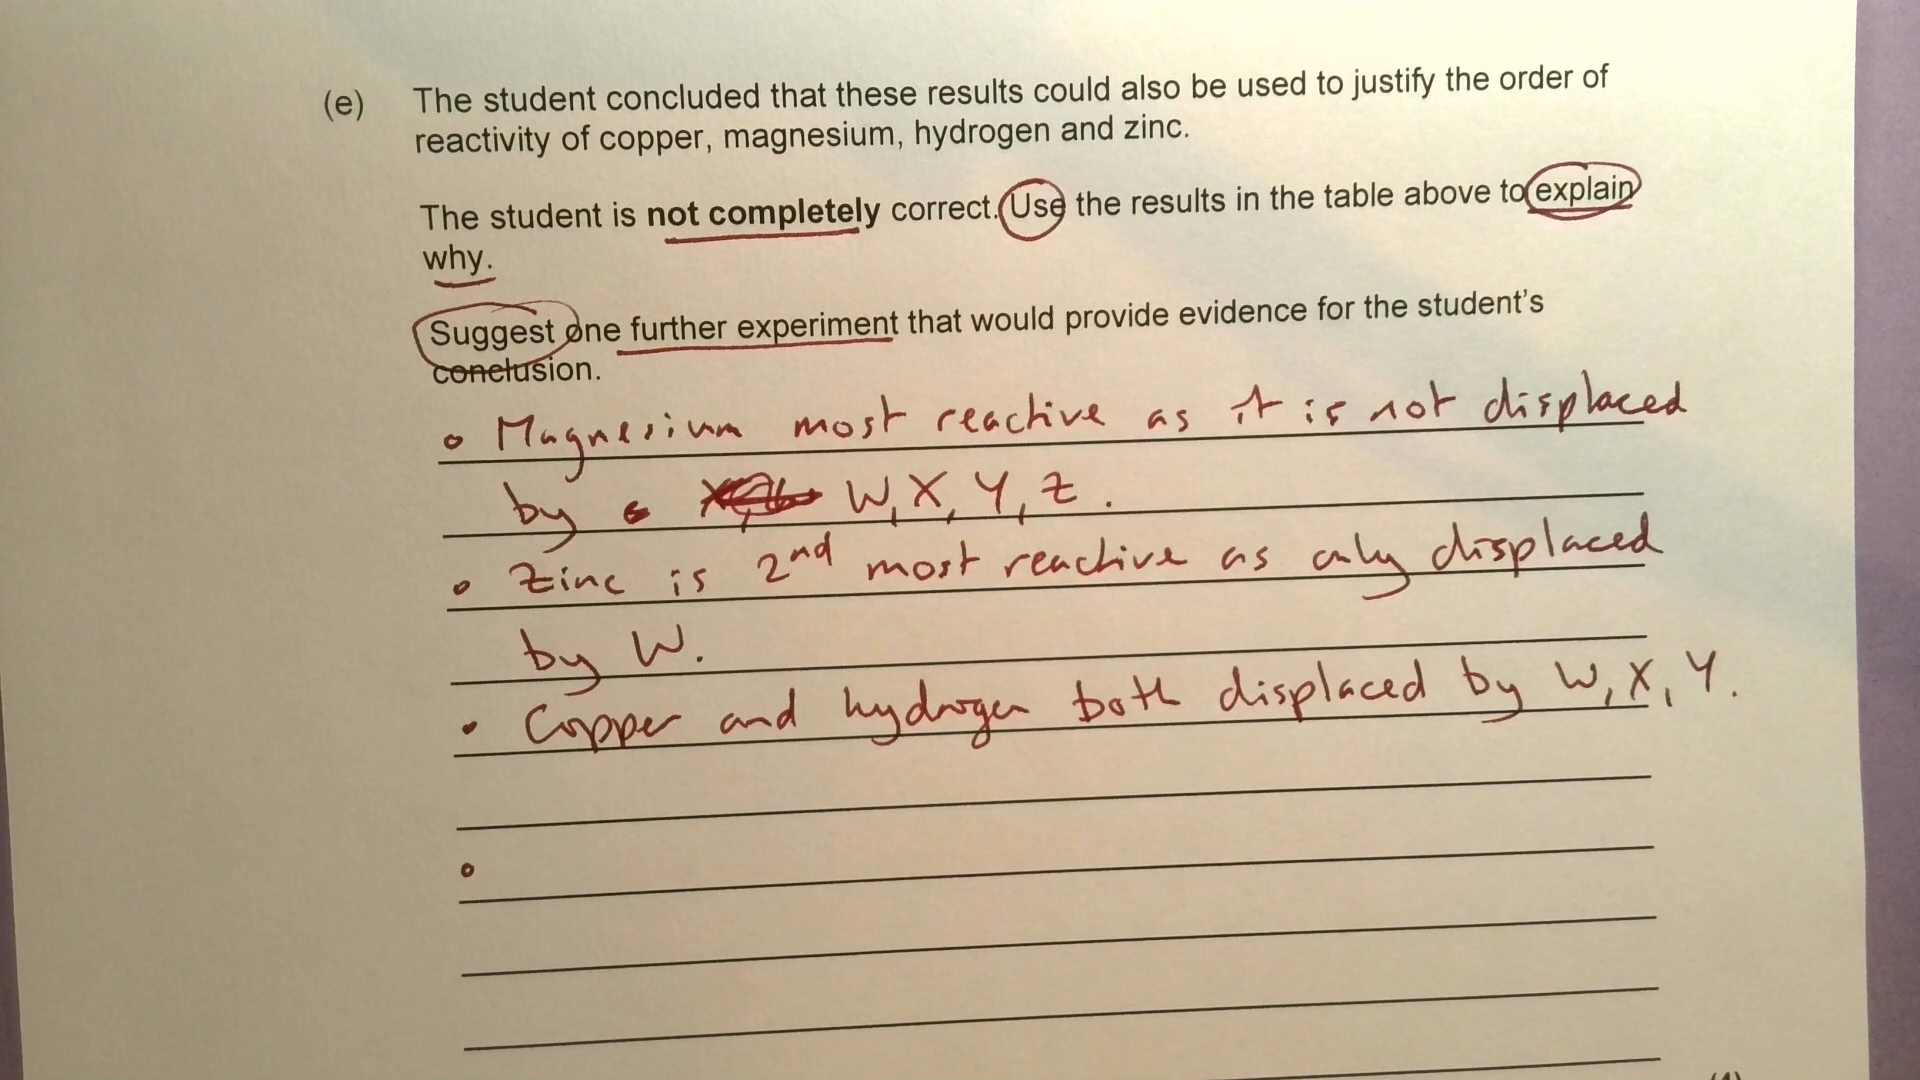 (e) The student concluded that these results could also be used to justify the order of
reactivity of copper, magnesium, hydrogen and zinc.
The student is not completely correct. Use the results in the table above to explain
why.
Suggest one further experiment that would provide evidence for the student's
conclusion.
• Magnesium most reactive as it is not displaced
by W, X, Y, Z.
• Zinc is 2nd most reactive as only displaced
by W.
• Copper and hydrogen both displaced by W, X, Y.
•